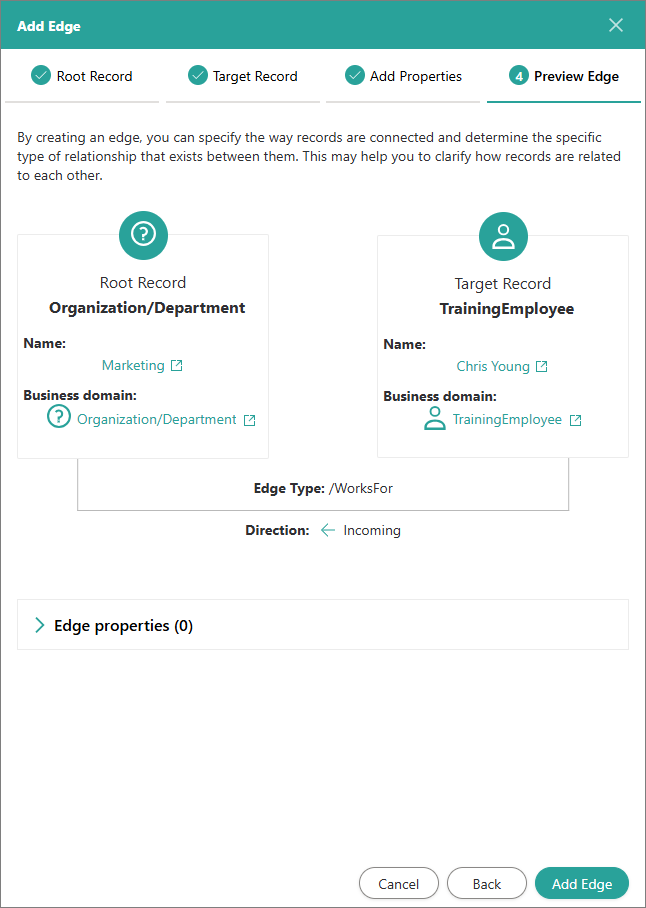 Add Edge
Root Record
Target Record
Add Properties
4 Preview Edge
By creating an edge, you can specify the way records are connected and determine the specific
type of relationship that exists between them. This may help you to clarify how records are related
to each other.
Root Record
Organization/Department
Name:
Marketing
Business domain:
Organization/Department
Target Record
TrainingEmployee
Name:
Chris Young
Business domain:
TrainingEmployee
Edge Type: /WorksFor
Direction: ← Incoming
Edge properties (0)
Cancel
Back
Add Edge